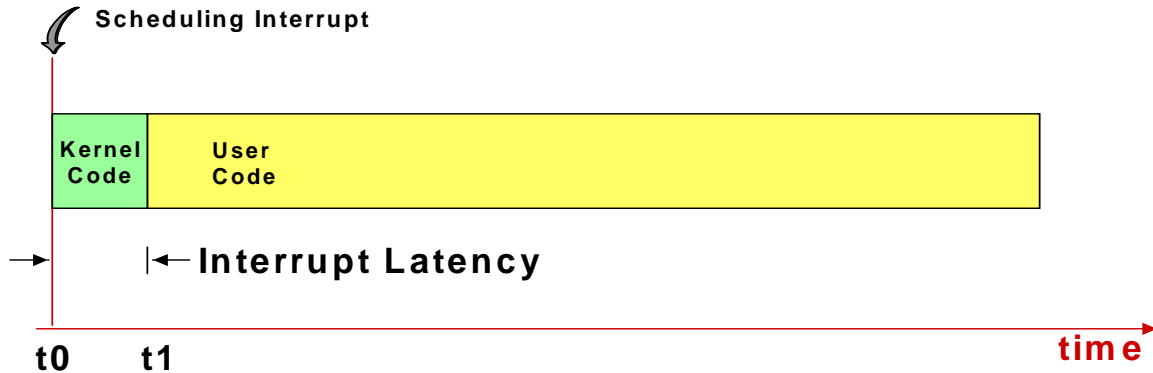 Scheduling Interrupt
Kernel
Code
User
Code
Interrupt Latency
time
t0
t1